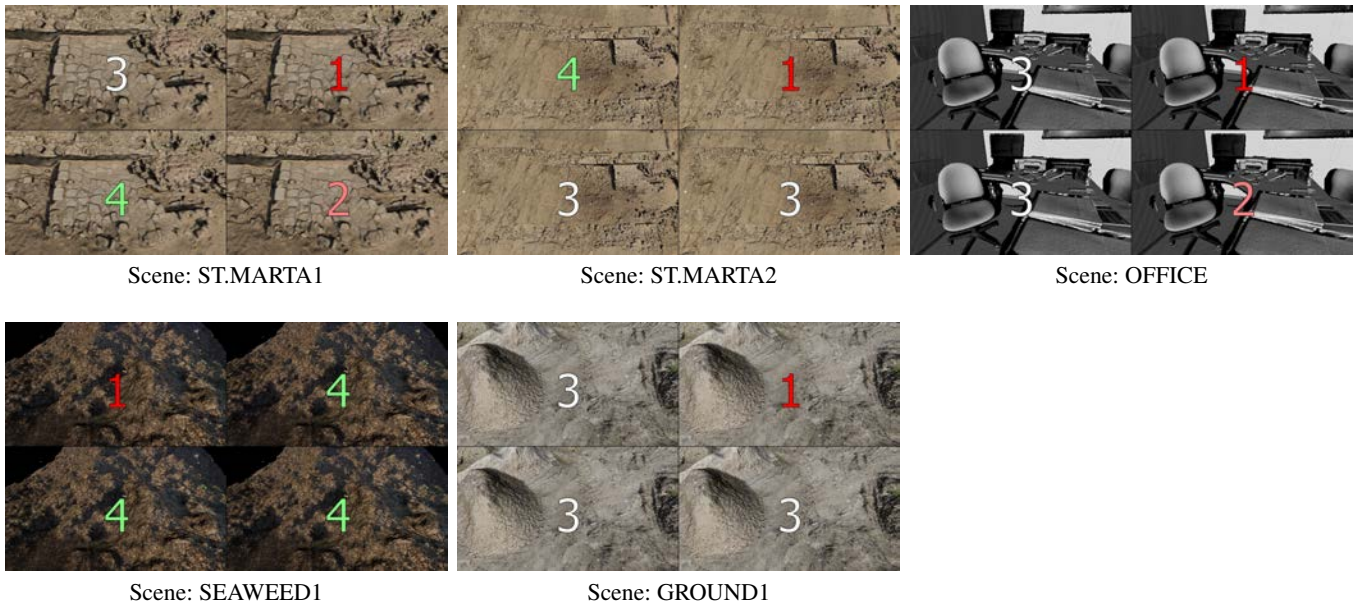 3 1
4 2
Scene: ST.MARTA1
4 1
3 3
Scene: ST.MARTA2
3 1
3 2
Scene: OFFICE
1 4
4 4
Scene: SEAWEED1
3 1
3 3
Scene: GROUND1